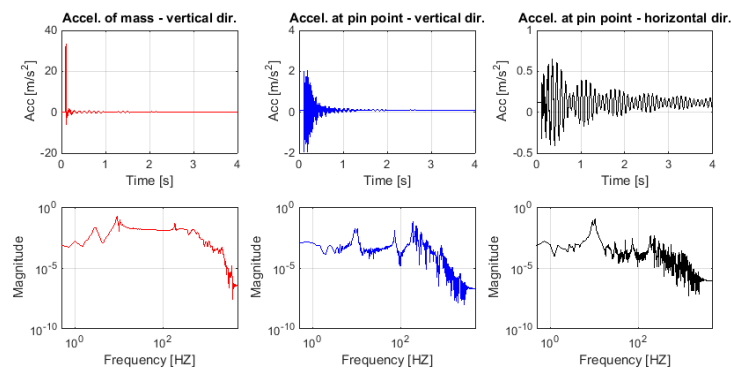 Accel. of mass - vertical dir.
Acc [m/s²]
40
20
0
-20
0 1 2 3 4
Time [s]
Accel. at pin point - vertical dir.
Acc [m/s²]
4
2
0
-2
0 1 2 3 4
Time [s]
Accel. at pin point - horizontal dir.
Acc [m/s²]
1
0.5
0
-0.5
0 1 2 3 4
Time [s]
Magnitude
10⁰
10⁻⁵
10⁻¹⁰
10⁰ 10²
Frequency [HZ]
Magnitude
10⁰
10⁻⁵
10⁻¹⁰
10⁰ 10²
Frequency [HZ]
Magnitude
10⁰
10⁻⁵
10⁻¹⁰
10⁰ 10²
Frequency [HZ]